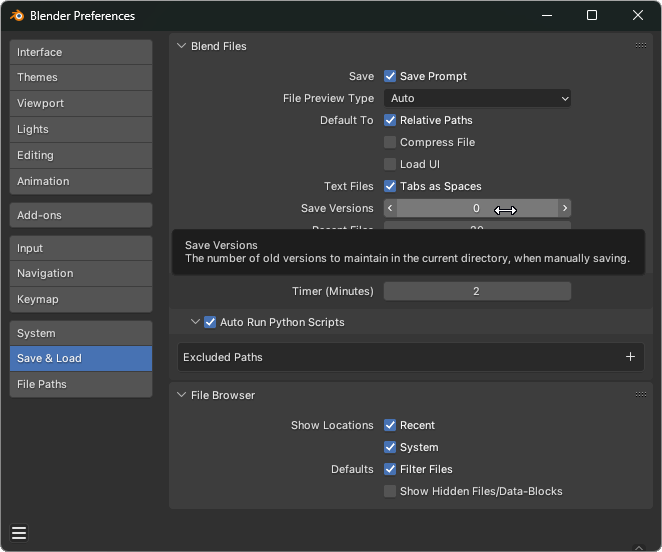 Blender Preferences
Interface
Themes
Viewport
Lights
Editing
Animation
Add-ons
Input
Navigation
Keymap
System
Save & Load
File Paths
Blend Files
Save Save Prompt
File Preview Type Auto
Default To Relative Paths
Compress File
Load UI
Text Files Tabs as Spaces
Save Versions 0
Recent Files 20
Save Versions
The number of old versions to maintain in the current directory, when manually saving.
Timer (Minutes) 2
Auto Run Python Scripts
Excluded Paths
File Browser
Show Locations Recent
System
Defaults Filter Files
Show Hidden Files/Data-Blocks